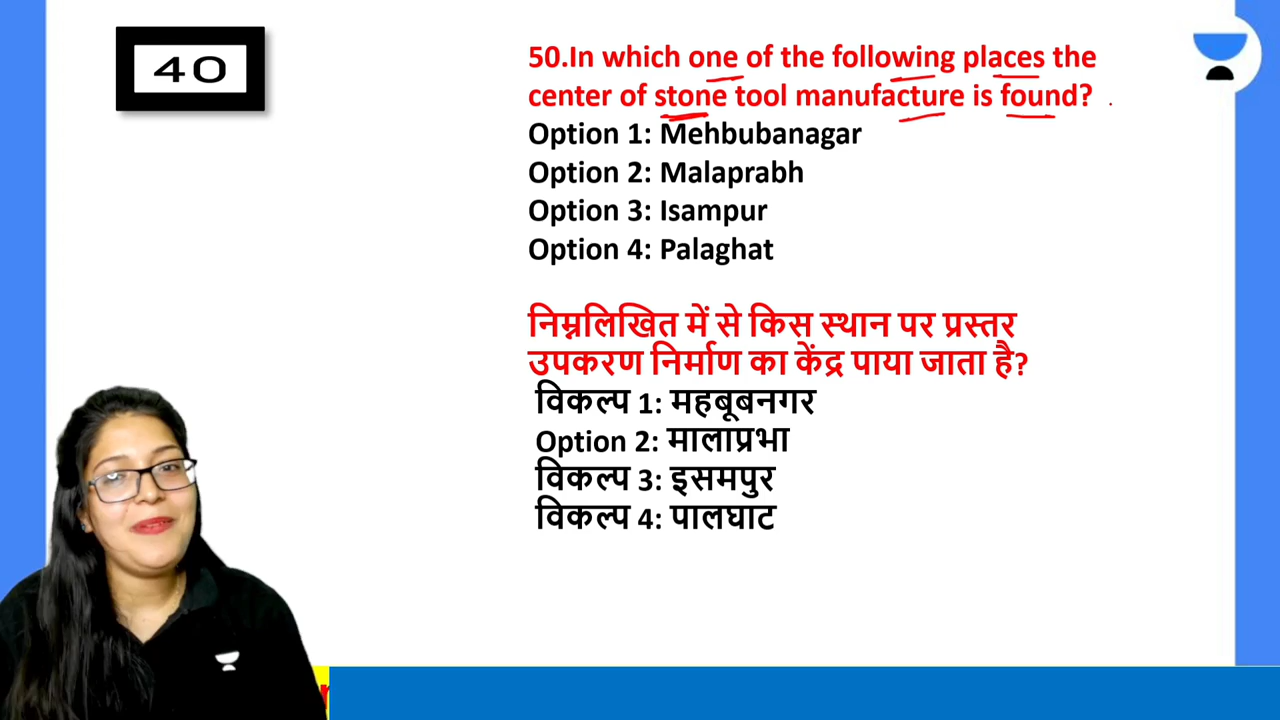 40
50.In which one of the following places the
center of stone tool manufacture is found?
Option 1: Mehbubanagar
Option 2: Malaprabh
Option 3: Isampur
Option 4: Palaghat
निम्नलिखित में से किस स्थान पर प्रस्तर
उपकरण निर्माण का केंद्र पाया जाता है?
विकल्प 1: महबूबनगर
Option 2: मालाप्रभा
विकल्प 3: इसमपुर
विकल्प 4: पालघाट